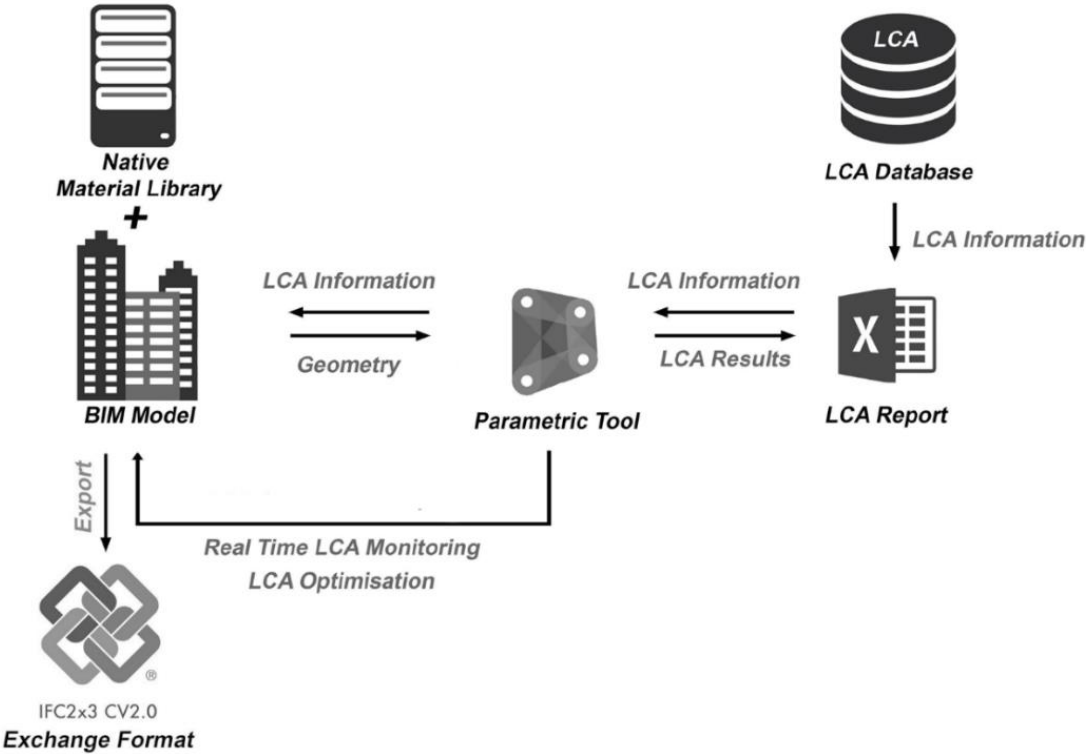 LCA
Native
Material Library
+
LCA Database
LCA Information
LCA Information
LCA Information
Geometry
X
LCA Results
BIM Model
Parametric Tool
LCA Report
Export
Real Time LCA Monitoring
LCA Optimisation
®
IFC2x3 CV2.0
Exchange Format